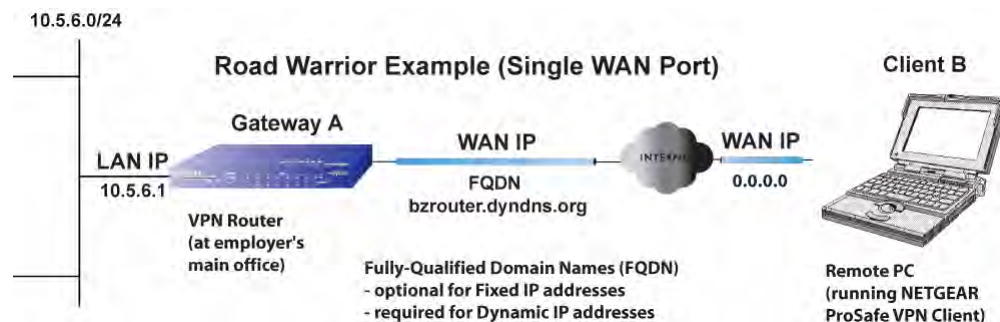 10.5.6.0/24
Road Warrior Example (Single WAN Port)
Client B
Gateway A
LAN IP
10.5.6.1
WAN IP
FQDN
bzrouter.dyndns.org
INTERN
WAN IP
0.0.0.0
VPN Router
(at employer's
main office)
Fully-Qualified Domain Names (FQDN)
- optional for Fixed IP addresses
- required for Dynamic IP addresses
Remote PC
(running NETGEAR
ProSafe VPN Client)